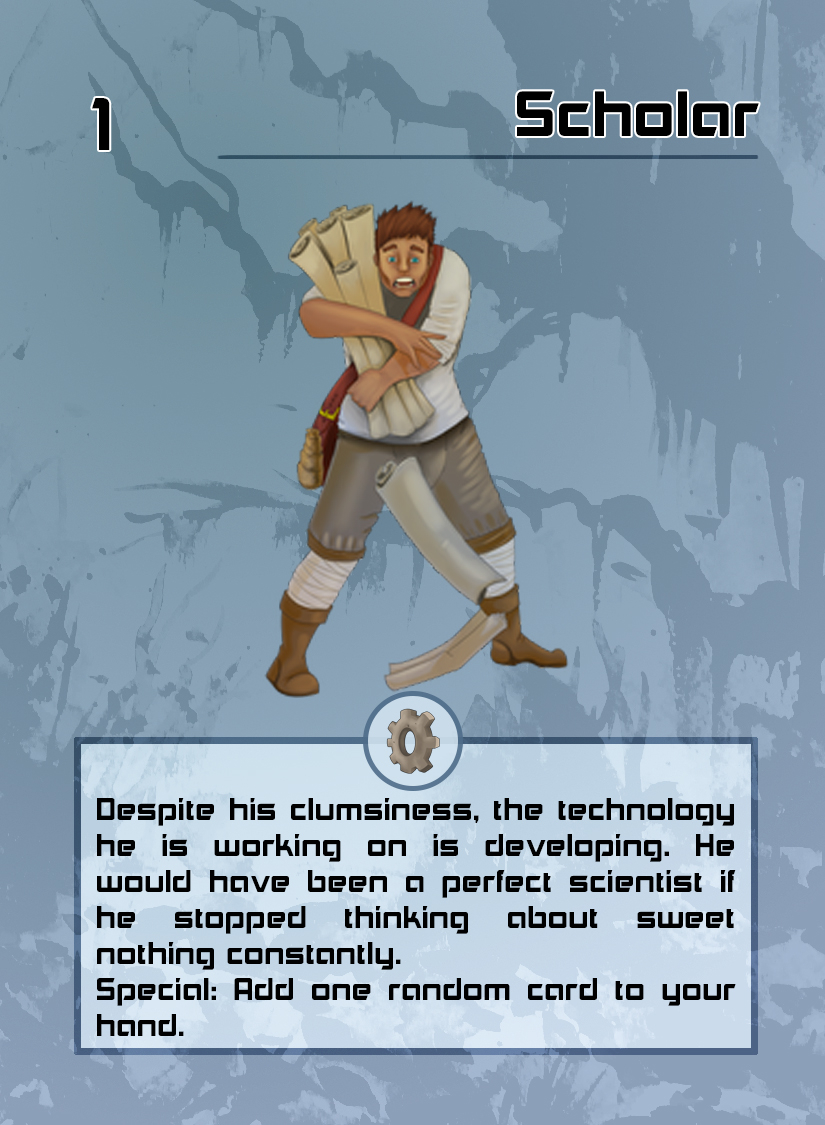 1
Scholar
Despite his clumsiness, the technology
he is working on is developing. He
would have been a perfect scientist if
he stopped thinking about sweet
nothing constantly.
Special: Add one random card to your
hand.